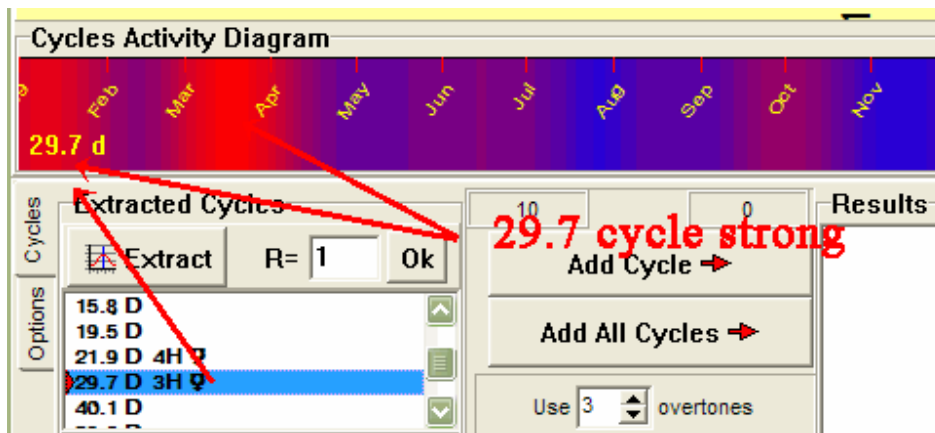 Cycles Activity Diagram
Feb Mar Apr May Jun Jul Aug Sep Oct Nov
29.7 d
Cycles
Options
Extracted Cycles
10
0
Results
29.7 cycle strong
Extract
R= 1
Ok
Add Cycle
15.8 D
19.5 D
21.9 D 4H ♀
29.7 D 3H ♀
40.1 D
Add All Cycles
Use 3 overtones